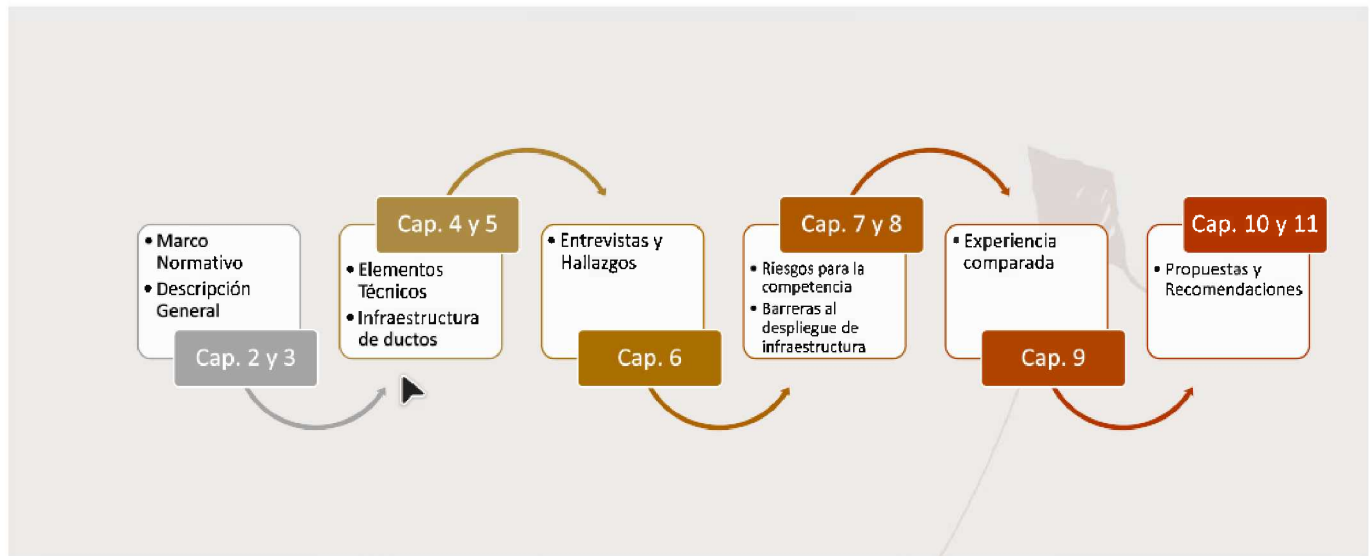 • Marco
Normativo
• Descripción
General
Cap. 2 y 3
Cap. 4 y 5
• Elementos
Técnicos
• Infraestructura
de ductos
• Entrevistas y
Hallazgos
Cap. 6
Cap. 7 y 8
• Riesgos para la
competencia
• Barreras al
despliegue de
infraestructura
• Experiencia
comparada
Cap. 9
Cap. 10 y 11
• Propuestas y
Recomendaciones